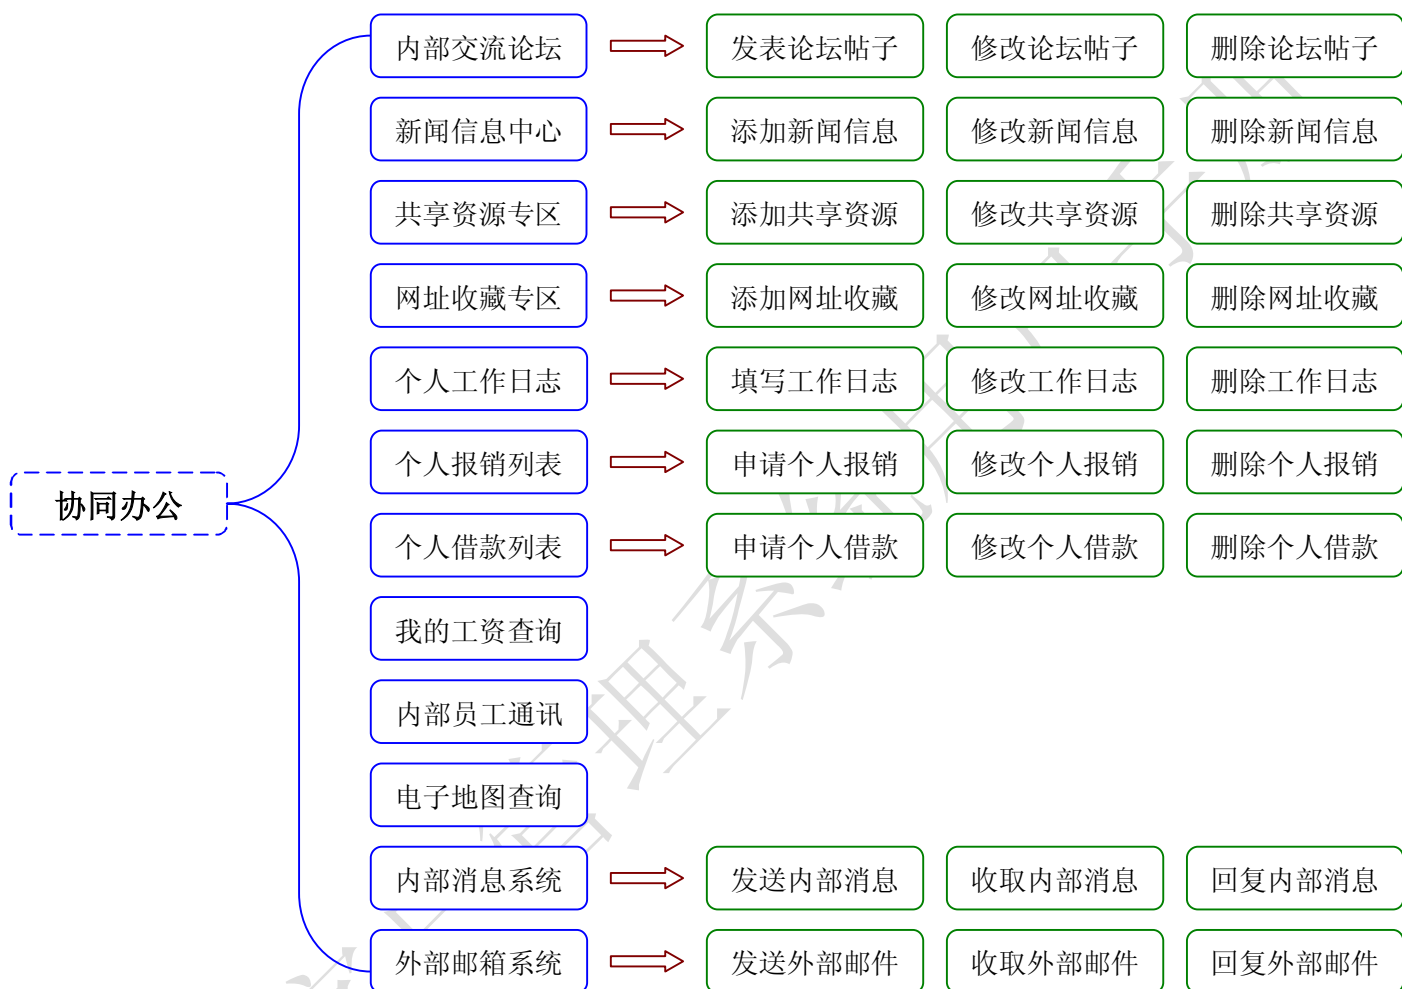 内部交流论坛 发表论坛帖子 修改论坛帖子 删除论坛帖子
新闻信息中心 添加新闻信息 修改新闻信息 删除新闻信息
共享资源专区 添加共享资源 修改共享资源 删除共享资源
网址收藏专区 添加网址收藏 修改网址收藏 删除网址收藏
个人工作日志 填写工作日志 修改工作日志 删除工作日志
个人报销列表 申请个人报销 修改个人报销 删除个人报销
协同办公
个人借款列表 申请个人借款 修改个人借款 删除个人借款
我的工资查询
内部员工通讯
电子地图查询
内部消息系统 发送内部消息 收取内部消息 回复内部消息
外部邮箱系统 发送外部邮件 收取外部邮件 回复外部邮件
管理系统用